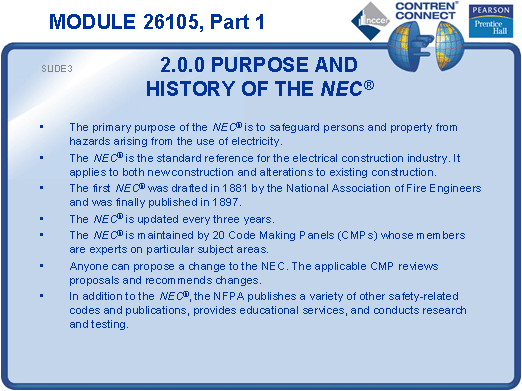 MODULE 26105, Part 1
nccer
CONTREN®
CONNECT
PEARSON
Prentice
Hall
SLIDE 3
2.0.0 PURPOSE AND
HISTORY OF THE NEC®
• The primary purpose of the NEC® is to safeguard persons and property from
hazards arising from the use of electricity.
• The NEC® is the standard reference for the electrical construction industry. It
applies to both new construction and alterations to existing construction.
• The first NEC® was drafted in 1881 by the National Association of Fire Engineers
and was finally published in 1897.
• The NEC® is updated every three years.
• The NEC® is maintained by 20 Code Making Panels (CMPs) whose members
are experts on particular subject areas.
• Anyone can propose a change to the NEC. The applicable CMP reviews
proposals and recommends changes.
• In addition to the NEC®, the NFPA publishes a variety of other safety-related
codes and publications, provides educational services, and conducts research
and testing.